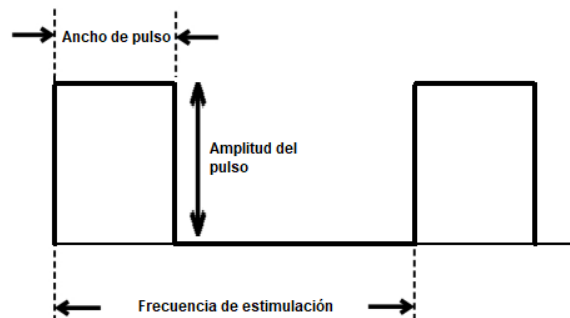 Ancho de pulso
Amplitud del
pulso
Frecuencia de estimulación